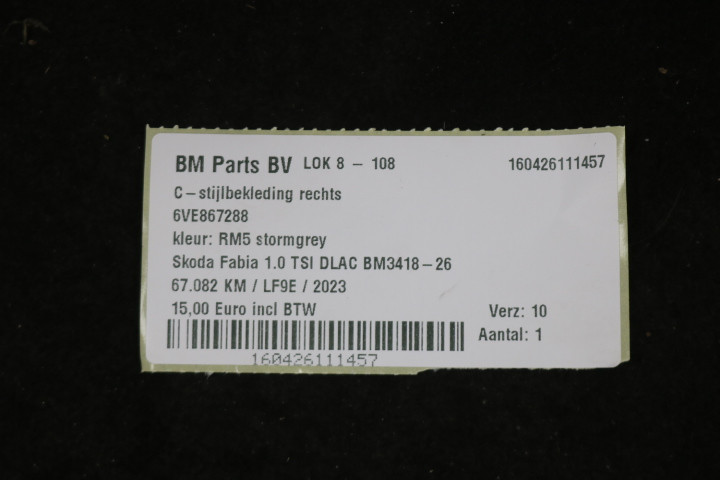 BM Parts BV LOK 8 – 108 160426111457
C–stijlbekleding rechts
6VE867288
kleur: RM5 stormgrey
Skoda Fabia 1.0 TSI DLAC BM3418–26
67.082 KM / LF9E / 2023
15,00 Euro incl BTW Verz: 10
Aantal: 1
160426111457